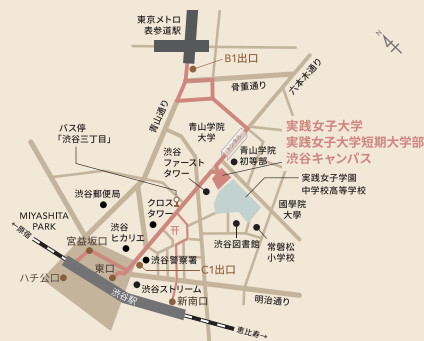 東京メトロ
表参道駅
N
B1出口
骨董通り
六本木通り
青山通り
バス停
「渋谷三丁目」
青山学院
大学
トンネル
実践女子大学
実践女子大学短期大学部
渋谷キャンパス
渋谷
ファースト
タワー
青山学院
初等部
実践女子学園
中学校高等学校
渋谷郵便局
クロス
タワー
國學院
大學
MIYASHITA
PARK
渋谷
ヒカリエ
←原宿
宮益坂口
渋谷図書館
常磐松
小学校
東口
渋谷警察署
C1出口
ハチ公口
渋谷駅
渋谷ストリーム
新南口
明治通り
恵比寿→